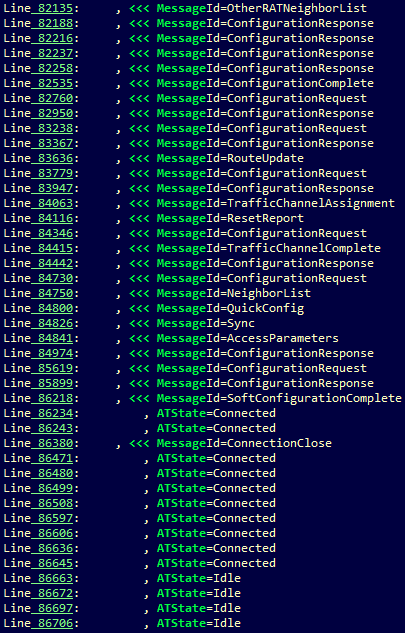 Line_82135:     , <<< MessageId=OtherRATNeighborList
Line_82188:     , <<< MessageId=ConfigurationResponse
Line_82216:     , <<< MessageId=ConfigurationResponse
Line_82237:     , <<< MessageId=ConfigurationResponse
Line_82258:     , <<< MessageId=ConfigurationResponse
Line_82535:     , <<< MessageId=ConfigurationComplete
Line_82760:     , <<< MessageId=ConfigurationRequest
Line_82950:     , <<< MessageId=ConfigurationResponse
Line_83238:     , <<< MessageId=ConfigurationRequest
Line_83367:     , <<< MessageId=ConfigurationResponse
Line_83636:     , <<< MessageId=RouteUpdate
Line_83779:     , <<< MessageId=ConfigurationRequest
Line_83947:     , <<< MessageId=ConfigurationResponse
Line_84063:     , <<< MessageId=TrafficChannelAssignment
Line_84116:     , <<< MessageId=ResetReport
Line_84346:     , <<< MessageId=ConfigurationRequest
Line_84415:     , <<< MessageId=TrafficChannelComplete
Line_84442:     , <<< MessageId=ConfigurationResponse
Line_84730:     , <<< MessageId=ConfigurationRequest
Line_84750:     , <<< MessageId=NeighborList
Line_84800:     , <<< MessageId=QuickConfig
Line_84826:     , <<< MessageId=Sync
Line_84841:     , <<< MessageId=AccessParameters
Line_84974:     , <<< MessageId=ConfigurationResponse
Line_85619:     , <<< MessageId=ConfigurationRequest
Line_85899:     , <<< MessageId=ConfigurationResponse
Line_86218:     , <<< MessageId=SoftConfigurationComplete
Line_86234:         , ATState=Connected
Line_86243:         , ATState=Connected
Line_86380:     , <<< MessageId=ConnectionClose
Line_86471:         , ATState=Connected
Line_86480:         , ATState=Connected
Line_86499:         , ATState=Connected
Line_86508:         , ATState=Connected
Line_86597:         , ATState=Connected
Line_86606:         , ATState=Connected
Line_86636:         , ATState=Connected
Line_86645:         , ATState=Connected
Line_86663:         , ATState=Idle
Line_86672:         , ATState=Idle
Line_86697:         , ATState=Idle
Line_86706:         , ATState=Idle